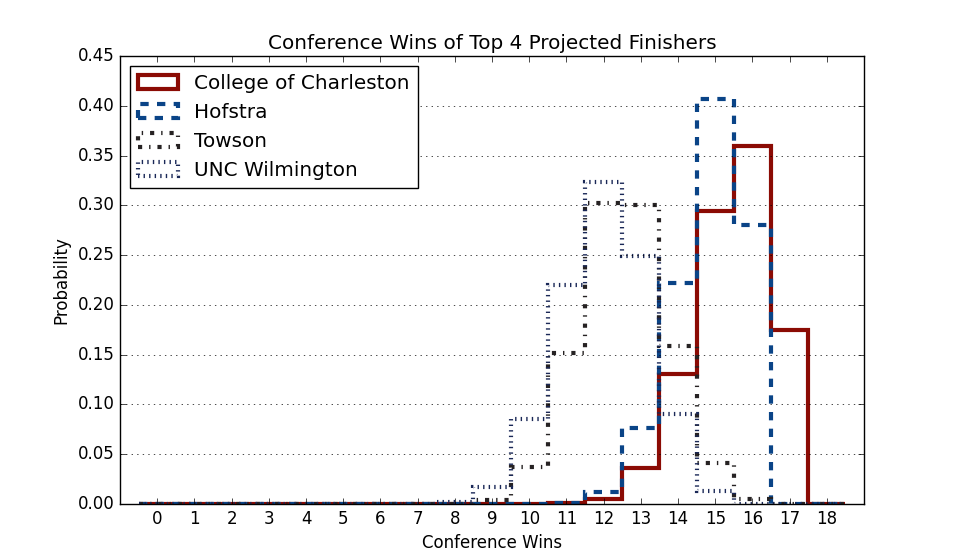 Conference Wins of Top 4 Projected Finishers
College of Charleston
Hofstra
Towson
UNC Wilmington
Probability
0.45
0.40
0.35
0.30
0.25
0.20
0.15
0.10
0.05
0.00
0 1 2 3 4 5 6 7 8 9 10 11 12 13 14 15 16 17 18
Conference Wins